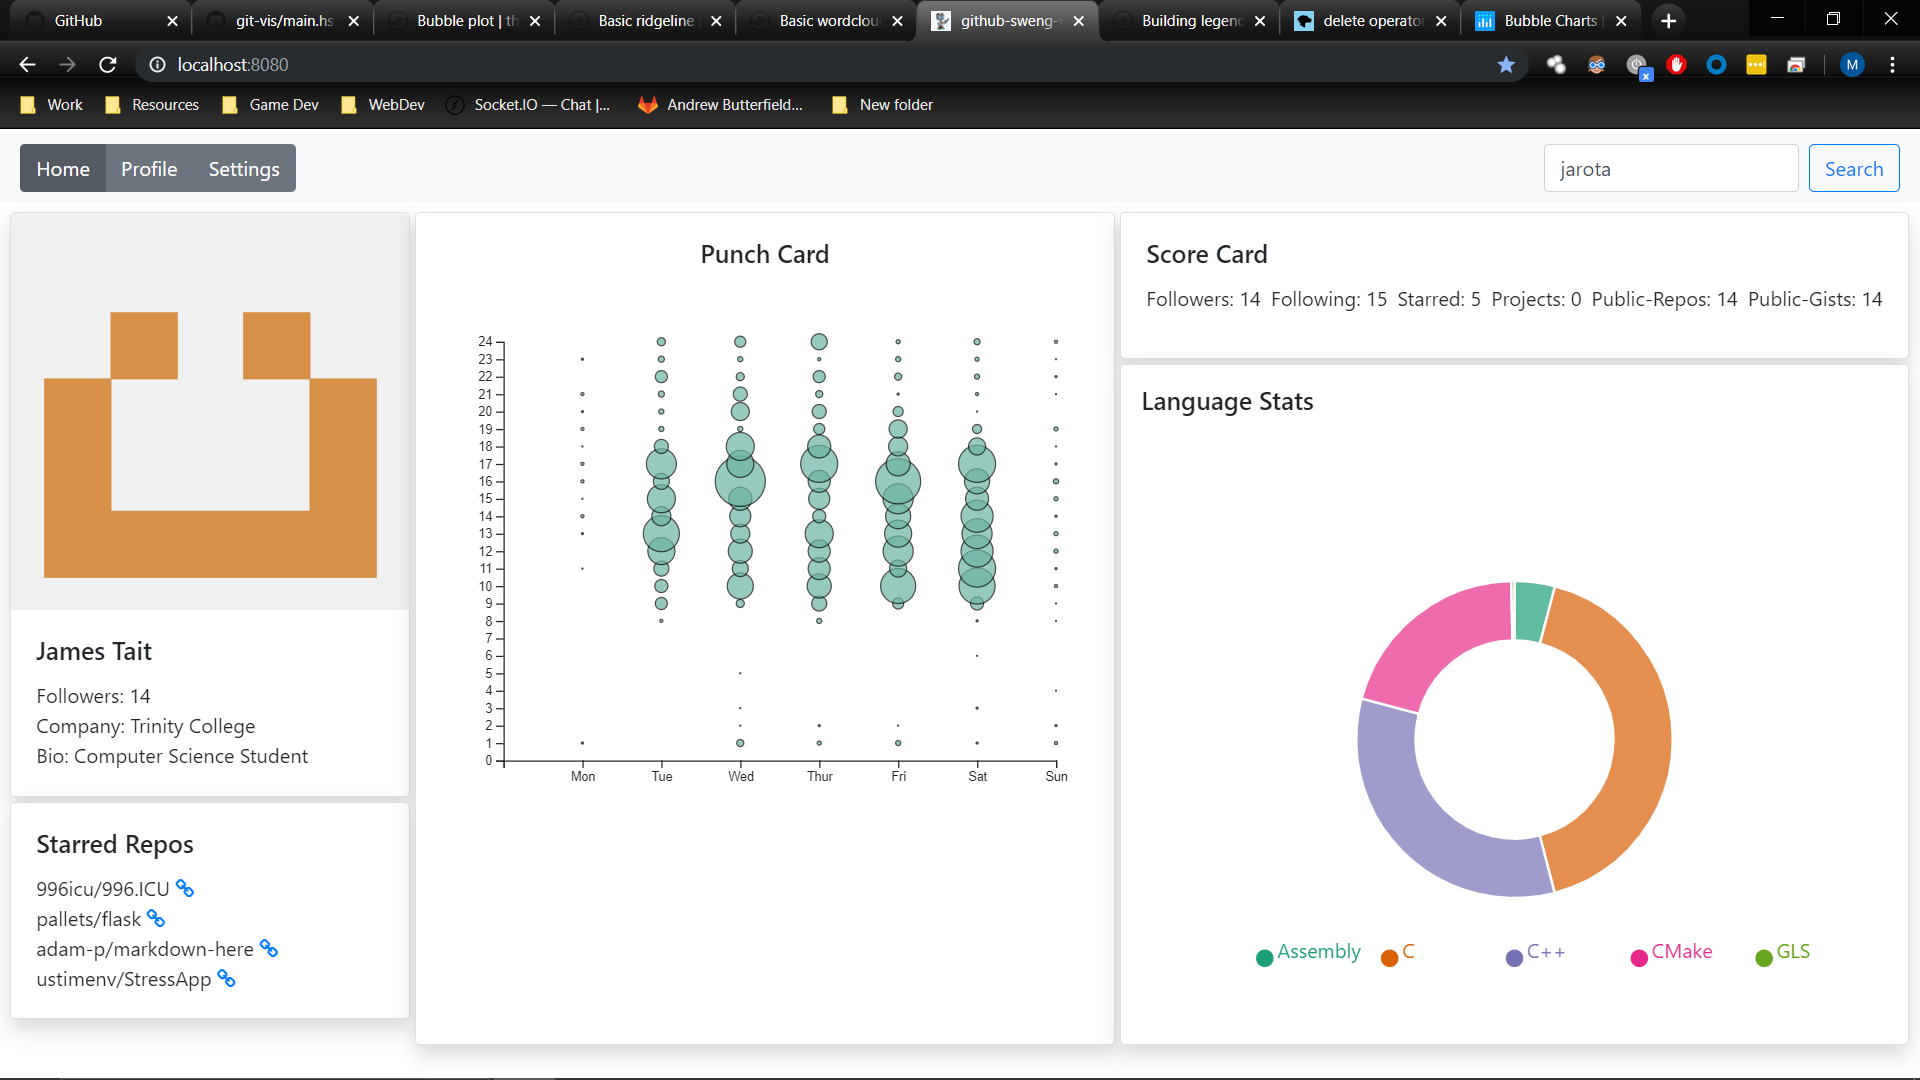 GitHub
git-vis/main.hs
Bubble plot | th
Basic ridgeline
Basic wordclou
github-sweng-
Building legen
delete operator
Bubble Charts
localhost:8080
Work
Resources
Game Dev
WebDev
Socket.IO — Chat |...
Andrew Butterfield...
New folder
M
Home
Profile
Settings
jarota
Search
James Tait
Followers: 14
Company: Trinity College
Bio: Computer Science Student
Starred Repos
996icu/996.ICU
pallets/flask
adam-p/markdown-here
ustimenv/StressApp
Punch Card
24
23
22
21
20
19
18
17
16
15
14
13
12
11
10
9
8
7
6
5
4
3
2
1
0
Mon Tue Wed Thur Fri Sat Sun
Score Card
Followers: 14 Following: 15 Starred: 5 Projects: 0 Public-Repos: 14 Public-Gists: 14
Language Stats
Assembly C C++ CMake GLS